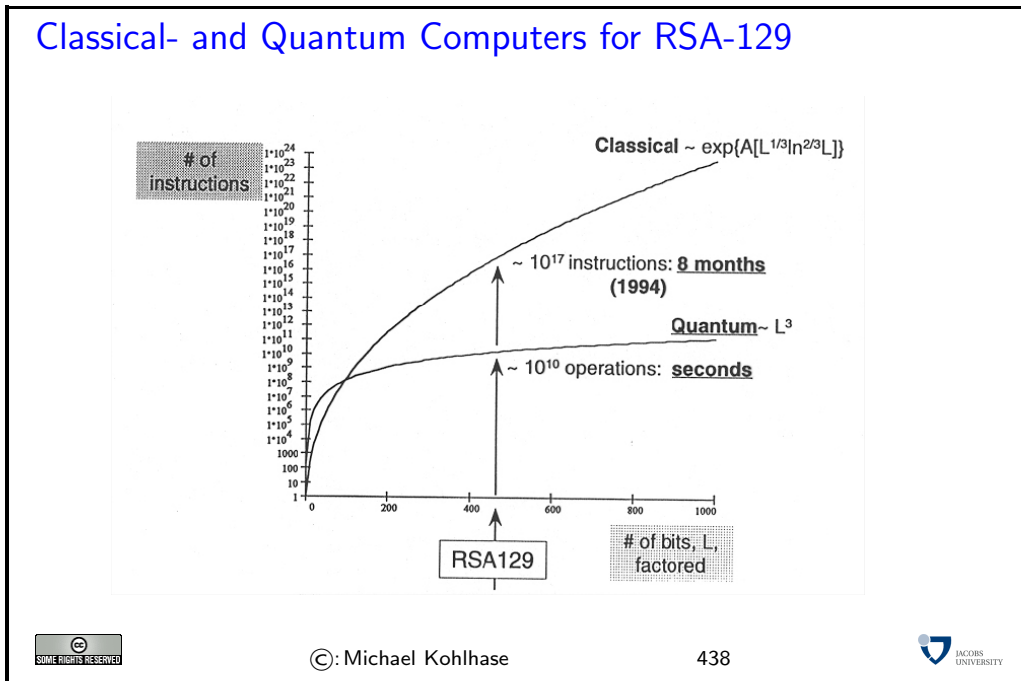 Classical- and Quantum Computers for RSA-129
# of
instructions
Classical ~ exp{A[L^1/3 ln^2/3 L]}
1*10^24
1*10^23
1*10^22
1*10^21
1*10^20
1*10^19
1*10^18
1*10^17
1*10^16
1*10^15
1*10^14
1*10^13
1*10^12
1*10^11
1*10^10
1*10^9
1*10^8
1*10^7
1*10^6
1*10^5
1*10^4
1000
100
10
1
~ 10^17 instructions: 8 months
(1994)
Quantum~ L^3
~ 10^10 operations: seconds
0 200 400 600 800 1000
RSA129
# of bits, L,
factored
cc
SOME RIGHTS RESERVED
©: Michael Kohlhase
438
JACOBS
UNIVERSITY